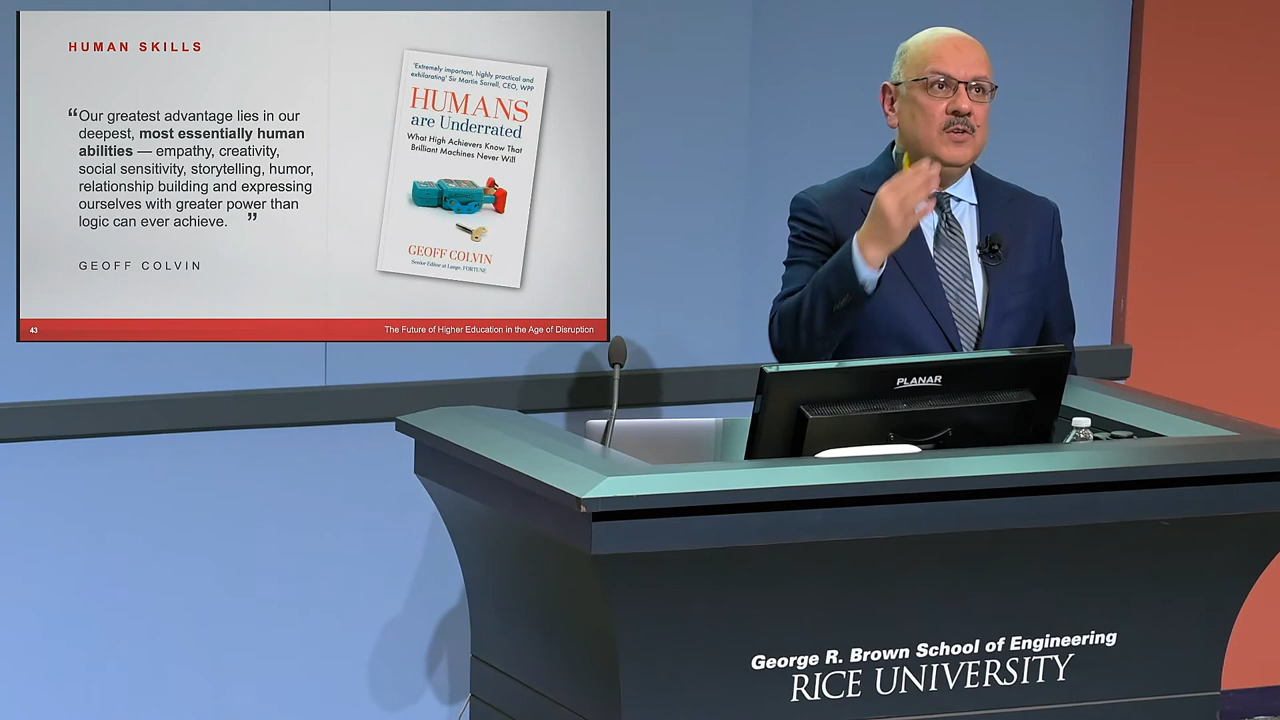 HUMAN SKILLS
“Our greatest advantage lies in our
deepest, most essentially human
abilities — empathy, creativity,
social sensitivity, storytelling, humor,
relationship building and expressing
ourselves with greater power than
logic can ever achieve. ”
GEOFF COLVIN
'Extremely important, highly practical and
exhilarating' Sir Martin Sorrell, CEO, WPP
HUMANS
are Underrated
What High Achievers Know That
Brilliant Machines Never Will
GEOFF COLVIN
Senior Editor at Large, FORTUNE
43
The Future of Higher Education in the Age of Disruption
PLANAR
George R. Brown School of Engineering
RICE UNIVERSITY